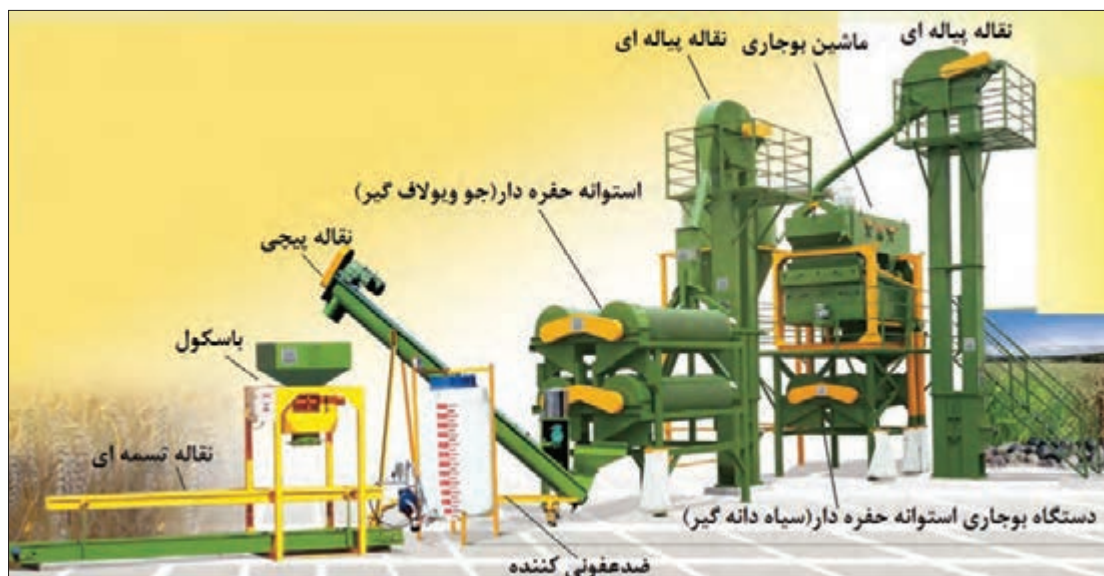 نقاله پیاله ای
ماشین بوجاری
نقاله پیاله ای
استوانه حفره دار(جو ویولاف گیر)
نقاله پیچی
باسکول
نقاله تسمه ای
دستگاه بوجاری استوانه حفره دار(سیاه دانه گیر)
ضدعفونی کننده